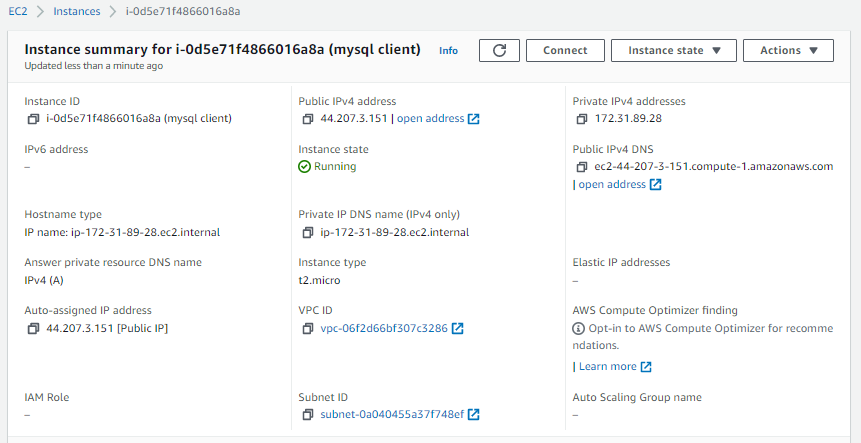 EC2 > Instances > i-0d5e71f4866016a8a
Instance summary for i-0d5e71f4866016a8a (mysql client) Info Connect Instance state Actions
Updated less than a minute ago
Instance ID
i-0d5e71f4866016a8a (mysql client)
Public IPv4 address
44.207.3.151 | open address
Private IPv4 addresses
172.31.89.28
IPv6 address
–
Instance state
Running
Public IPv4 DNS
ec2-44-207-3-151.compute-1.amazonaws.com
| open address
Hostname type
IP name: ip-172-31-89-28.ec2.internal
Private IP DNS name (IPv4 only)
ip-172-31-89-28.ec2.internal
Answer private resource DNS name
IPv4 (A)
Instance type
t2.micro
Elastic IP addresses
–
Auto-assigned IP address
44.207.3.151 [Public IP]
VPC ID
vpc-06f2d66bf307c3286
AWS Compute Optimizer finding
Opt-in to AWS Compute Optimizer for recomme
ndations.
| Learn more
IAM Role
–
Subnet ID
subnet-0a040455a37f748ef
Auto Scaling Group name
–